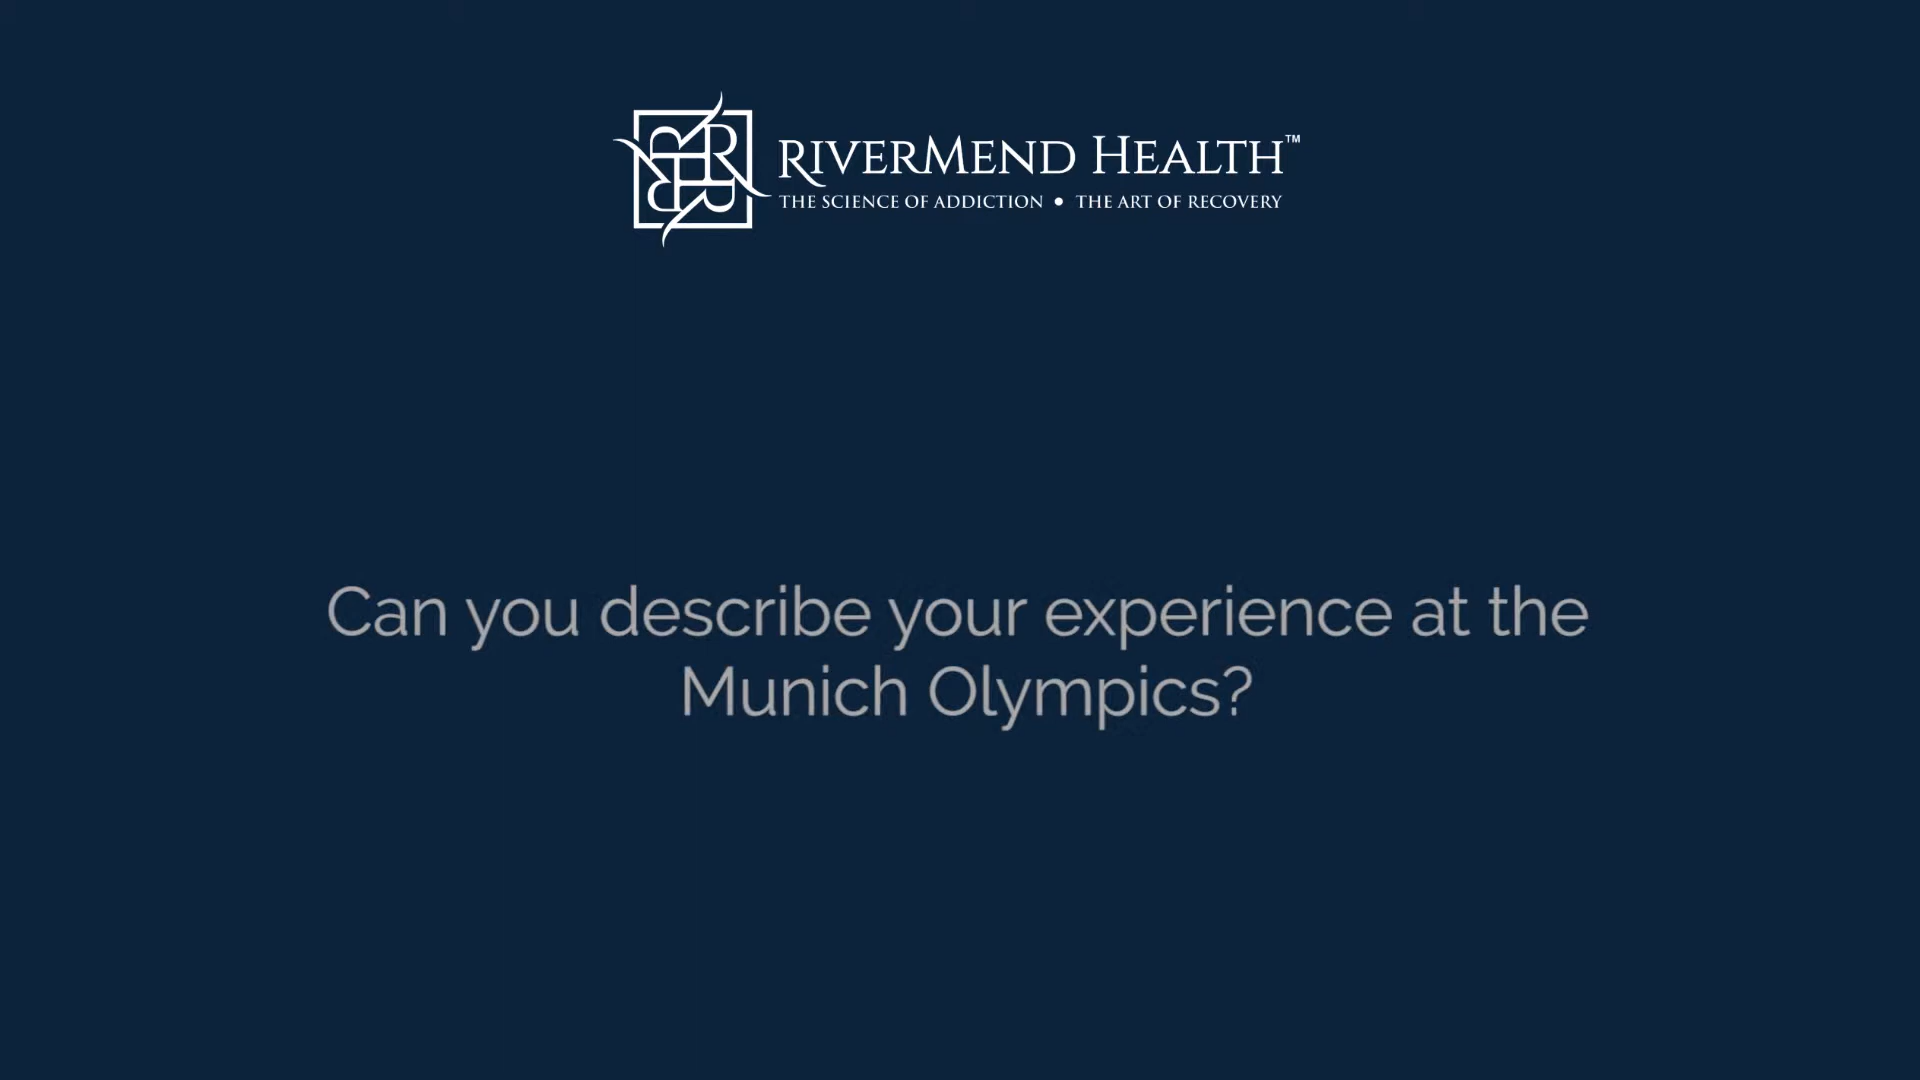 RIVERMEND HEALTH™
THE SCIENCE OF ADDICTION • THE ART OF RECOVERY
Can you describe your experience at the
Munich Olympics?